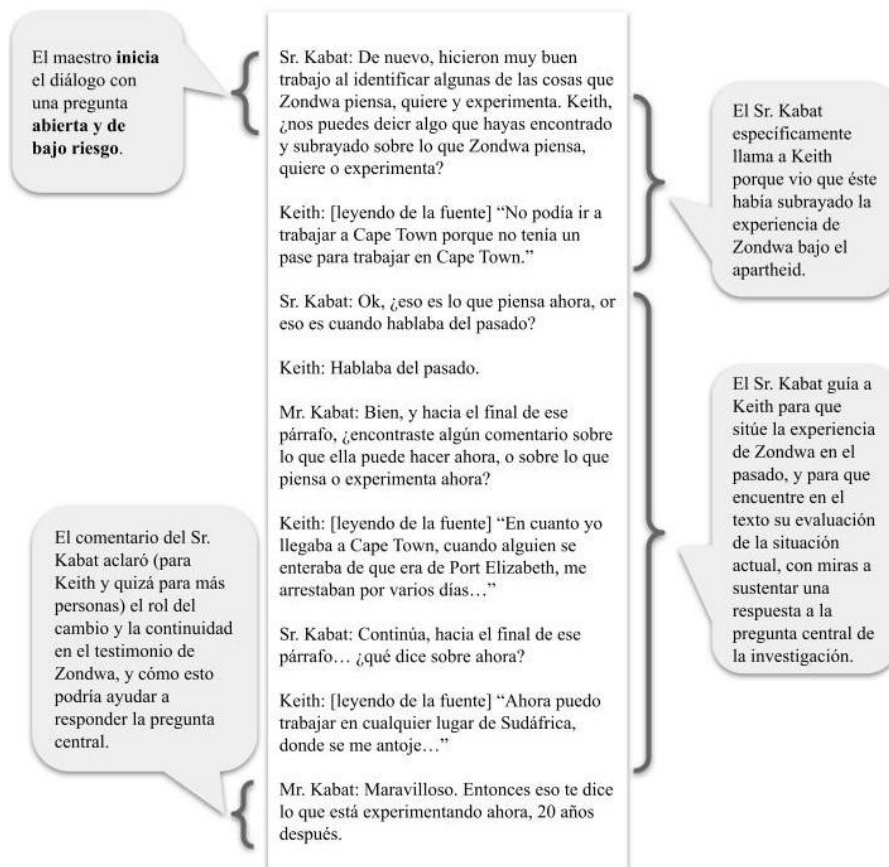 El maestro inicia
el diálogo con
una pregunta
abierta y de
bajo riesgo.
Sr. Kabat: De nuevo, hicieron muy buen
trabajo al identificar algunas de las cosas que
Zondwa piensa, quiere y experimenta. Keith,
¿nos puedes deicr algo que hayas encontrado
y subrayado sobre lo que Zondwa piensa,
quiere o experimenta?
El Sr. Kabat
específicamente
llama a Keith
porque vio que éste
había subrayado la
experiencia de
Zondwa bajo el
apartheid.
Keith: [leyendo de la fuente] “No podía ir a
trabajar a Cape Town porque no tenía un
pase para trabajar en Cape Town.”
Sr. Kabat: Ok, ¿eso es lo que piensa ahora, or
eso es cuando hablaba del pasado?
Keith: Hablaba del pasado.
Mr. Kabat: Bien, y hacia el final de ese
párrafo, ¿encontraste algún comentario sobre
lo que ella puede hacer ahora, o sobre lo que
piensa o experimenta ahora?
El Sr. Kabat guía a
Keith para que
sitúe la experiencia
de Zondwa en el
pasado, y para que
encuentre en el
texto su evaluación
de la situación
actual, con miras a
sustentar una
respuesta a la
pregunta central de
la investigación.
Keith: [leyendo de la fuente] “En cuanto yo
llegaba a Cape Town, cuando alguien se
enteraba de que era de Port Elizabeth, me
arrestaban por varios días…”
Sr. Kabat: Continúa, hacia el final de ese
párrafo… ¿qué dice sobre ahora?
Keith: [leyendo de la fuente] “Ahora puedo
trabajar en cualquier lugar de Sudáfrica,
donde se me antoje…”
El comentario del Sr.
Kabat aclaró (para
Keith y quizá para más
personas) el rol del
cambio y la continuidad
en el testimonio de
Zondwa, y cómo esto
podría ayudar a
responder la pregunta
central.
Mr. Kabat: Maravilloso. Entonces eso te dice
lo que está experimentando ahora, 20 años
después.